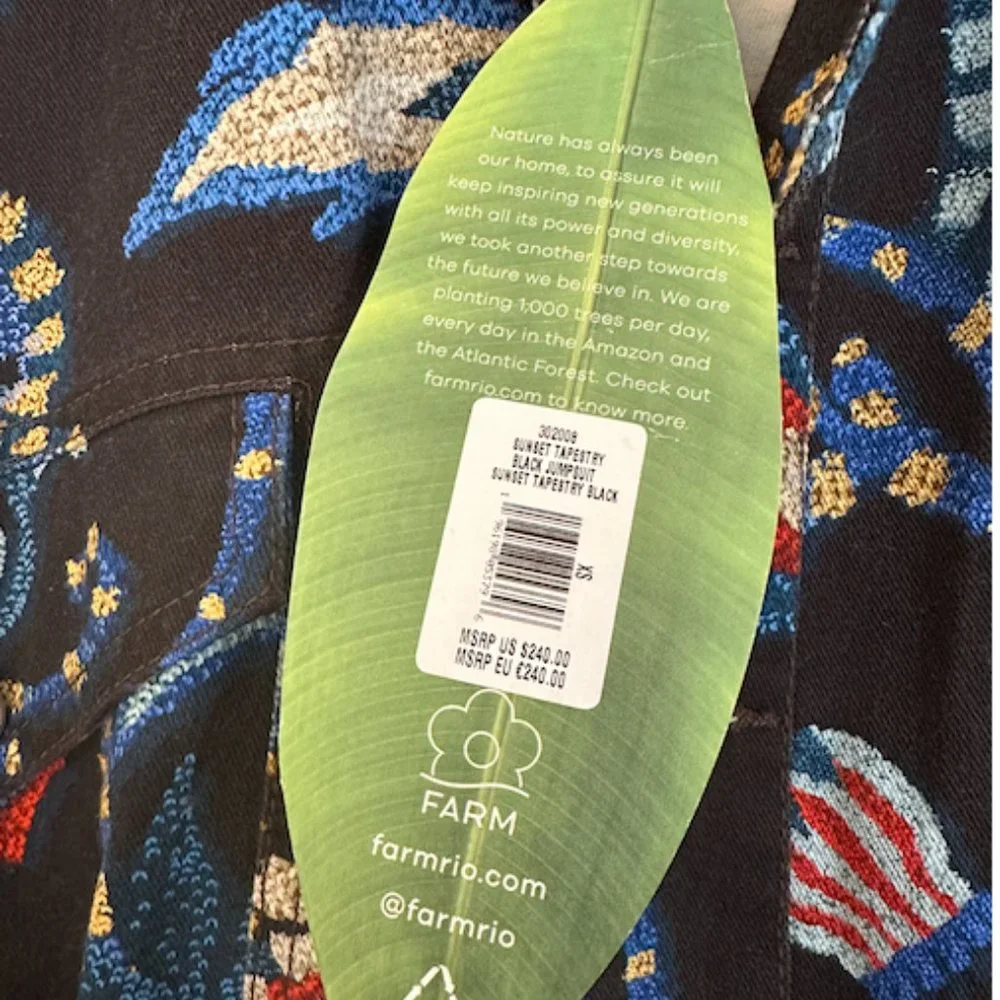 Nature has always been
our home, to assure it will
keep inspiring new generations
with all its power and diversity,
we took another step towards
the future we believe in. We are
planting 1,000 trees per day,
every day in the Amazon and
the Atlantic Forest. Check out
farmrio.com to know more.
302009
SUNSET TAPESTRY
BLACK JUMPSUIT
SUNSET TAPESTRY BLACK
XS
MSRP US $240.00
MSRP EU €240.00
FARM
farmrio.com
@farmrio